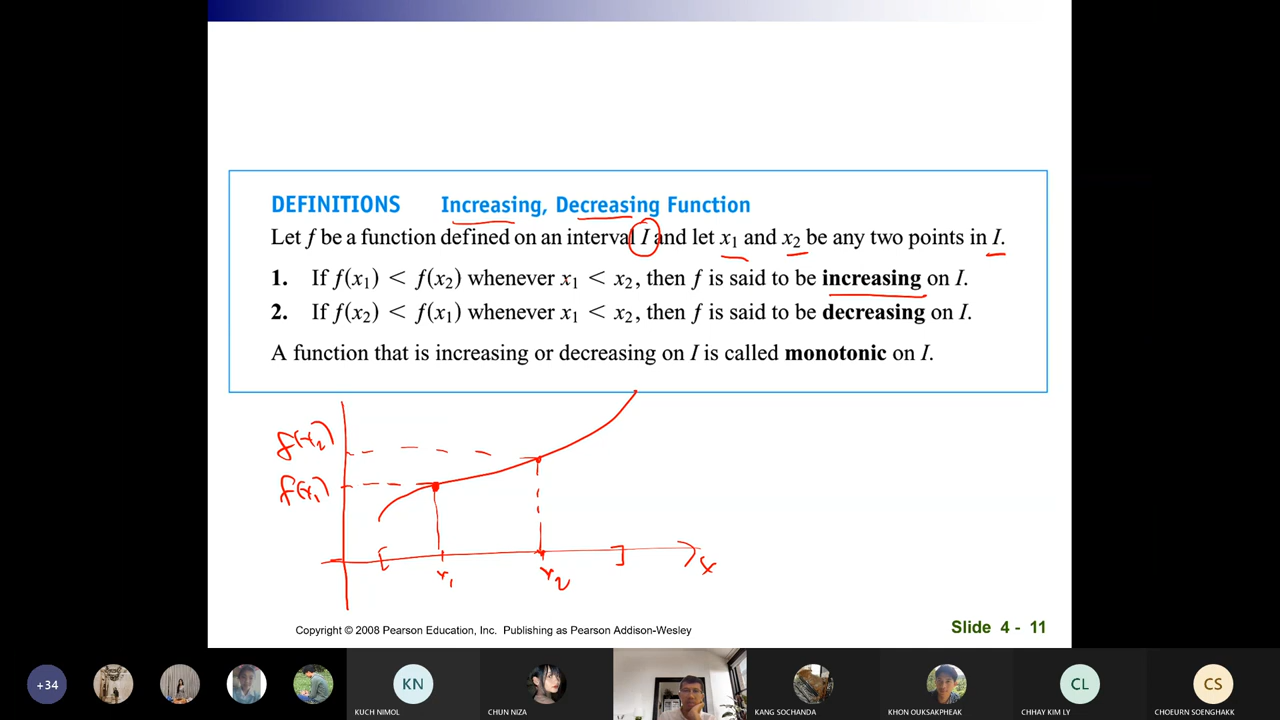 DEFINITIONS Increasing, Decreasing Function
Let f be a function defined on an interval I and let x₁ and x₂ be any two points in I.
1. If f(x₁) < f(x₂) whenever x₁ < x₂, then f is said to be increasing on I.
2. If f(x₂) < f(x₁) whenever x₁ < x₂, then f is said to be decreasing on I.
A function that is increasing or decreasing on I is called monotonic on I.
f(x₂)
f(x₁)
[ ]
x₁ x₂ x
Copyright © 2008 Pearson Education, Inc. Publishing as Pearson Addison-Wesley
Slide 4 - 11
+34 KN CL CS
KUCH NIMOL CHUN NIZA KANG SOCHANDA KHON OUKSAKPHEAK CHHAY KIM LY CHOEURN SOENGHAKK